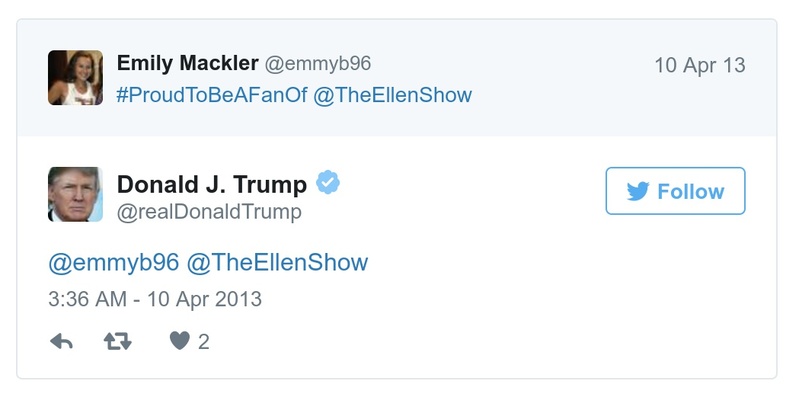 Emily Mackler @emmyb96 10 Apr 13
#ProudToBeAFanOf @TheEllenShow
Donald J. Trump
@realDonaldTrump
Follow
@emmyb96 @TheEllenShow
3:36 AM - 10 Apr 2013
2